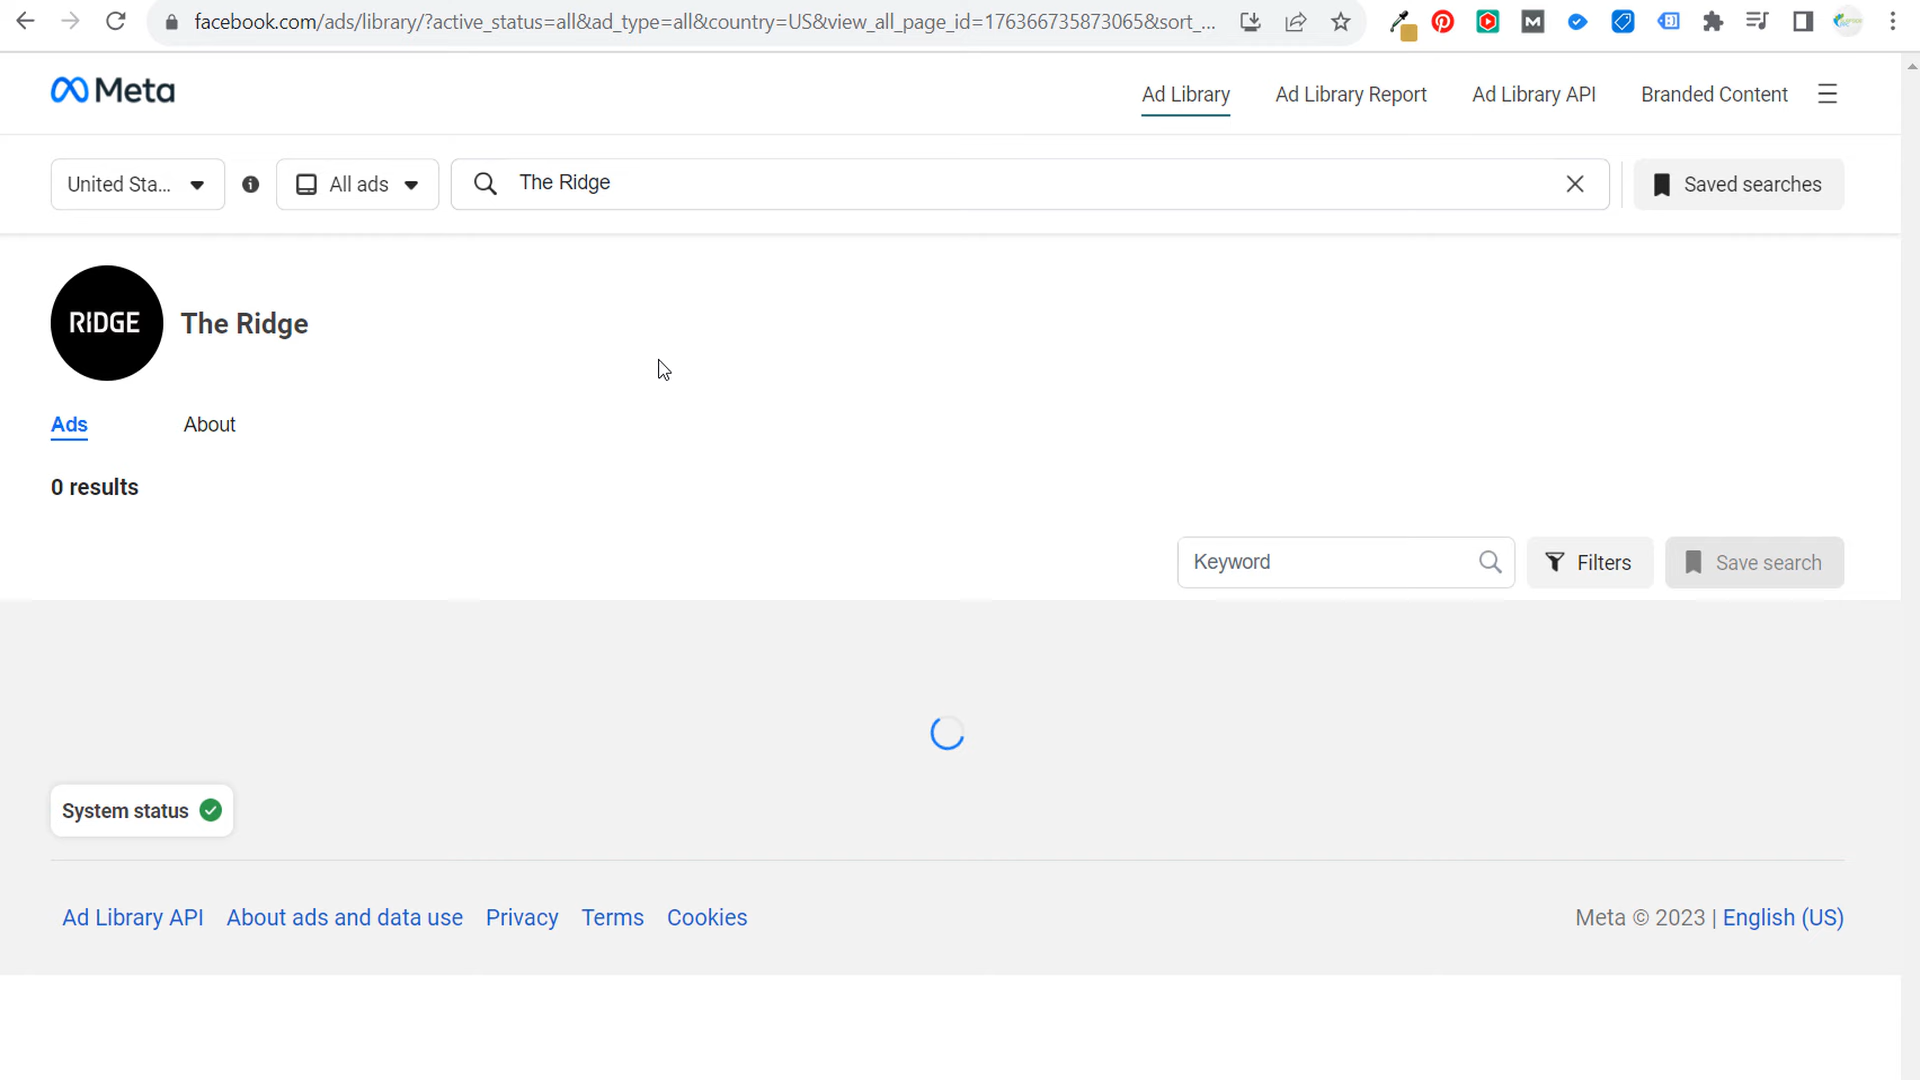 facebook.com/ads/library/?active_status=all&ad_type=all&country=US&view_all_page_id=176366735873065&sort_...
Meta
Ad Library Ad Library Report Ad Library API Branded Content
United Sta... All ads The Ridge Saved searches
RIDGE The Ridge
Ads About
0 results
Keyword Filters Save search
System status
Ad Library API About ads and data use Privacy Terms Cookies Meta © 2023 | English (US)